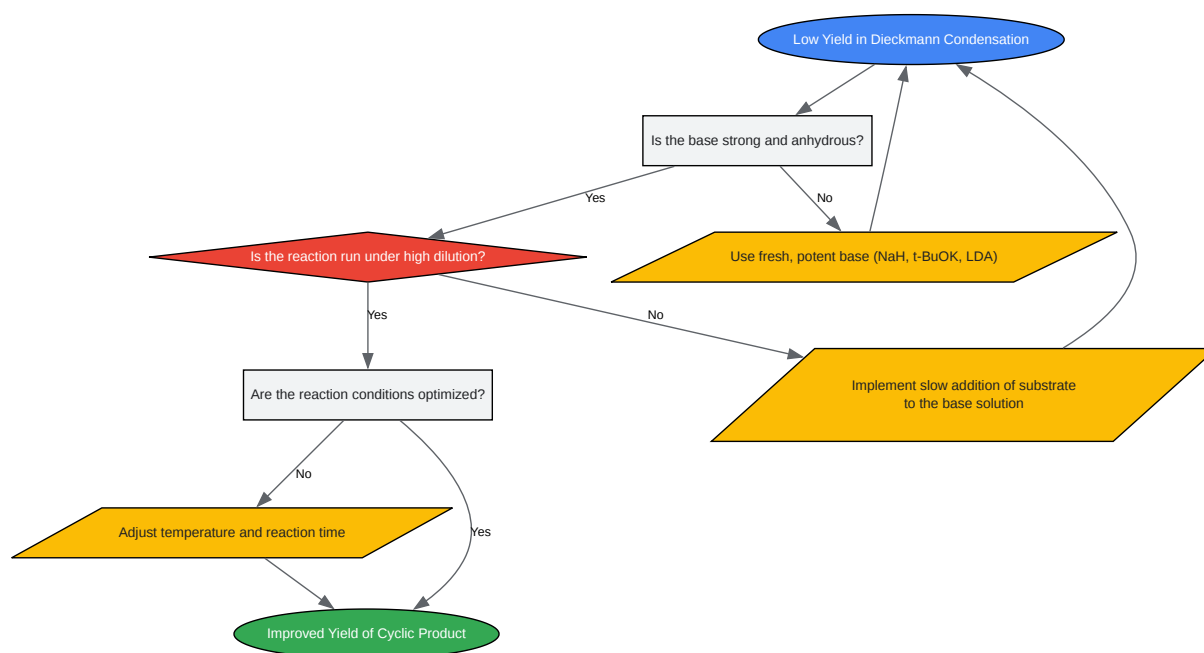 Low Yield in Dieckmann Condensation
Is the base strong and anhydrous?
Yes
No
Is the reaction run under high dilution?
Use fresh, potent base (NaH, t-BuOK, LDA)
Yes
No
Implement slow addition of substrate
to the base solution
Are the reaction conditions optimized?
No
Yes
Adjust temperature and reaction time
Improved Yield of Cyclic Product